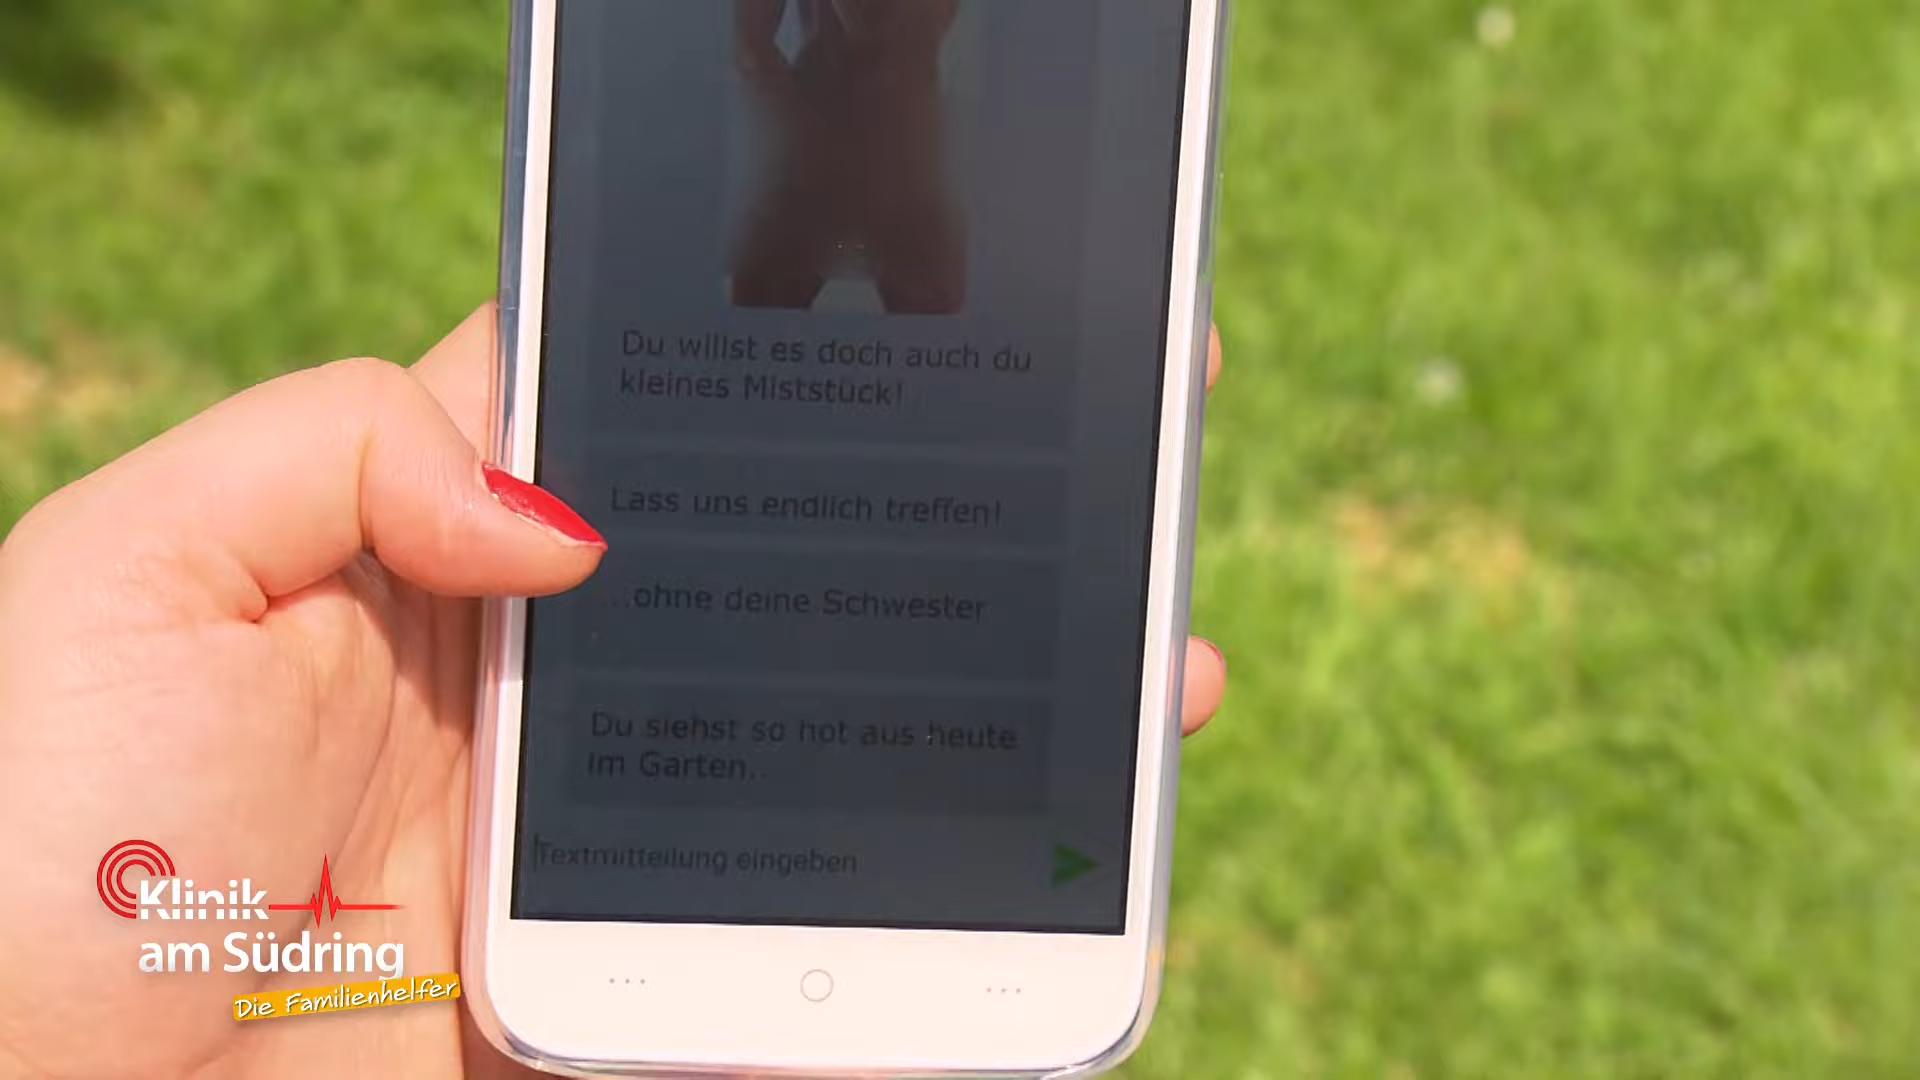 Du willst es doch auch du
kleines Miststück!
Lass uns endlich treffen!
...ohne deine Schwester
Du siehst so hot aus heute
im Garten..
Textmitteilung eingeben
Klinik
am Südring
Die Familienhelfer